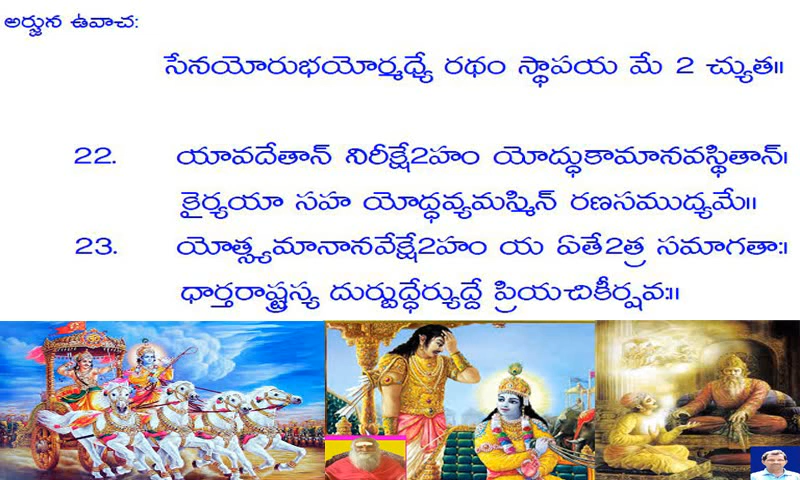 అర్జున ఉవాచ:
సేనయోరుభయోర్మధ్యే రథం స్థాపయ మే 2 చ్యుత॥
22. యావదేతాన్ నిరీక్షే2హం యోద్ధుకామానవస్థితాన్।
కైర్యయా సహ యోద్ధవ్యమస్మిన్ రణసముద్యమే॥
23. యోత్స్యమానానవేక్షే2హం య ఏతే2త్ర సమాగతాః।
ధార్తరాష్ట్రస్య దుర్బుద్ధేర్యుద్దే ప్రియచికీర్షవః॥